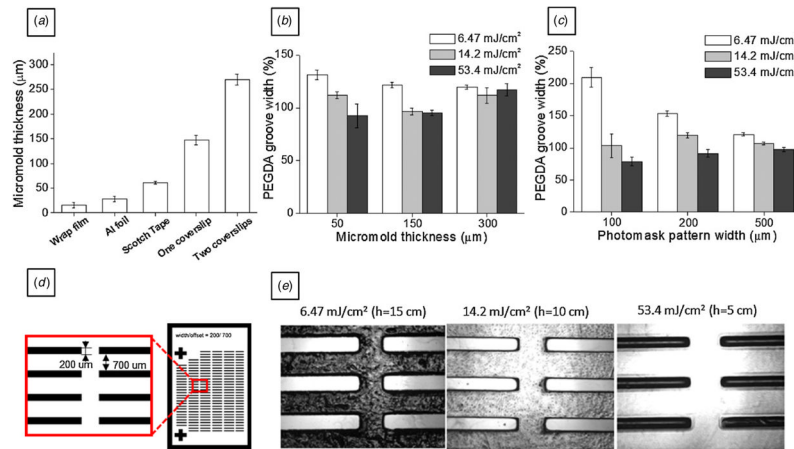 (a)
Micromold thickness (μm)
300
250
200
150
100
50
0
Wrap film
Al foil
Scotch Tape
One coverslip
Two coverslips
(b)
PEGDA groove width (%)
150
100
50
0
6.47 mJ/cm²
14.2 mJ/cm²
53.4 mJ/cm²
50 150 300
Micromold thickness (μm)
(c)
PEGDA groove width (%)
250
200
150
100
50
0
6.47 mJ/cm
14.2 mJ/cm
53.4 mJ/cm
100 200 500
Photomask pattern width (μm)
(d)
200 um
700 um
width/offset = 200/ 700
(e)
6.47 mJ/cm² (h=15 cm)
14.2 mJ/cm² (h=10 cm)
53.4 mJ/cm² (h=5 cm)